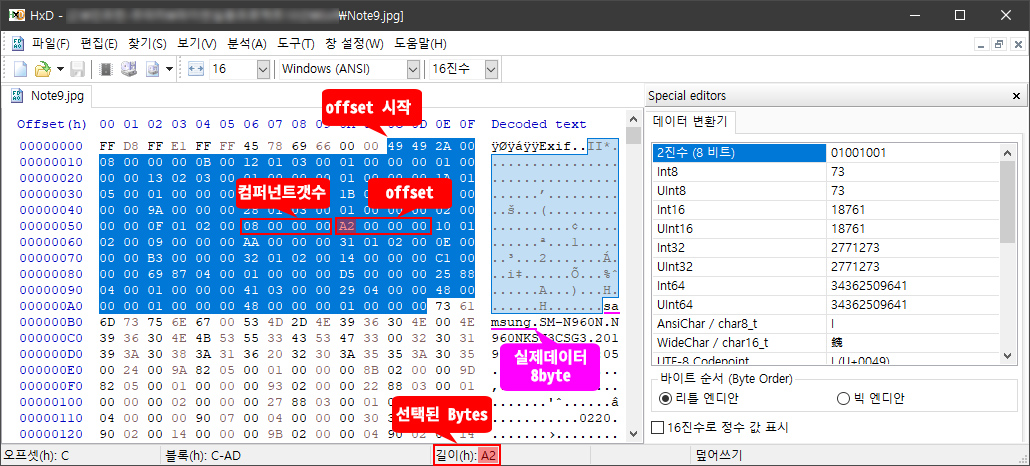 HxD - \Note9.jpg]
파일(F) 편집(E) 찾기(S) 보기(V) 분석(A) 도구(T) 창 설정(W) 도움말(H)
16 Windows (ANSI) 16진수
Note9.jpg
offset 시작
Offset(h) 00 01 02 03 04 05 06 07 08 0D 0E 0F Decoded text
00000000 FF D8 FF E1 FF FF 45 78 69 66 00 00 49 49 2A 00 ÿØÿáÿÿExif..II*.
00000010 08 00 00 00 0B 00 12 01 03 00 01 00 00 00 01 00 ................
00000020 00 00 13 02 03 00 01 00 00 00 01 00 00 00 1A 01 ................
00000030 05 00 01 00 00 00 1B
컴퍼넌트갯수
offset
00000040 00 00 9A 00 00 00 28 01 03 00 01 00 00 00 02 00 ..š...(.........
00000050 00 00 0F 01 02 00 08 00 00 00 A2 00 00 00 10 01 ..........¢.....
00000060 02 00 09 00 00 00 AA 00 00 00 31 01 02 00 0E 00 ......ª...1.....
00000070 00 00 B3 00 00 00 32 01 02 00 14 00 00 00 C1 00 ..³...2.......Á.
00000080 00 00 69 87 04 00 01 00 00 00 D5 00 00 00 25 88 ..i‡......Õ...%ˆ
00000090 04 00 01 00 00 00 41 03 00 00 29 04 00 00 48 00 ......A...)...H.
000000A0 00 00 01 00 00 00 48 00 00 00 01 00 00 00 73 61 ......H.......sa
000000B0 6D 73 75 6E 67 00 53 4D 2D 4E 39 36 30 4E 00 4E msung.SM-N960N.N
000000C0 39 36 30 4E 4B 53 55 33 43 53 47 33 00 32 30 31 960NKS 3CSG3.201
000000D0 39 3A 30 38 3A 31 36 20 32 30 3A 35 35 3A 30 35
실제데이터
8byte
000000E0 00 24 00 9A 82 05 00 01 00 00 00 8B 02 00 00 9D
000000F0 82 05 00 01 00 00 00 93 02 00 00 22 88 03 00 01
00000100 00 00 00 02 00 00 00 27 88 03 00 01
00000110 04 00 00 00 90 07 00 04 00 00 00 30
00000120 90 02 00 14 00 00 00 9B 02 00 00 04 90 02 00 14
선택된 Bytes
Special editors
데이터 변환기
2진수 (8 비트) 01001001
Int8 73
UInt8 73
Int16 18761
UInt16 18761
Int32 2771273
UInt32 2771273
Int64 34362509641
UInt64 34362509641
AnsiChar / char8_t I
WideChar / char16_t
UTF-8 Codepoint I (U+0049)
바이트 순서 (Byte Order)
리틀 엔디안 빅 엔디안
16진수로 정수 값 표시
오프셋(h): C 블록(h): C-AD 길이(h): A2 덮어쓰기